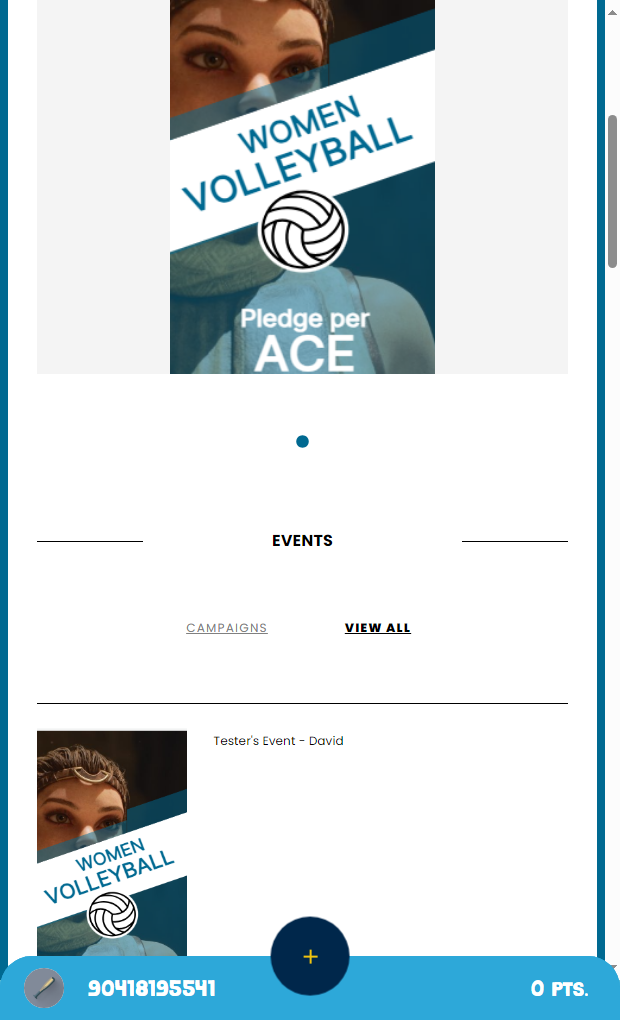 WOMEN
VOLLEYBALL
Pledge per
ACE
EVENTS
CAMPAIGNS
VIEW ALL
Tester's Event - David
WOMEN
VOLLEYBALL
+
90418195541
0 PTS.